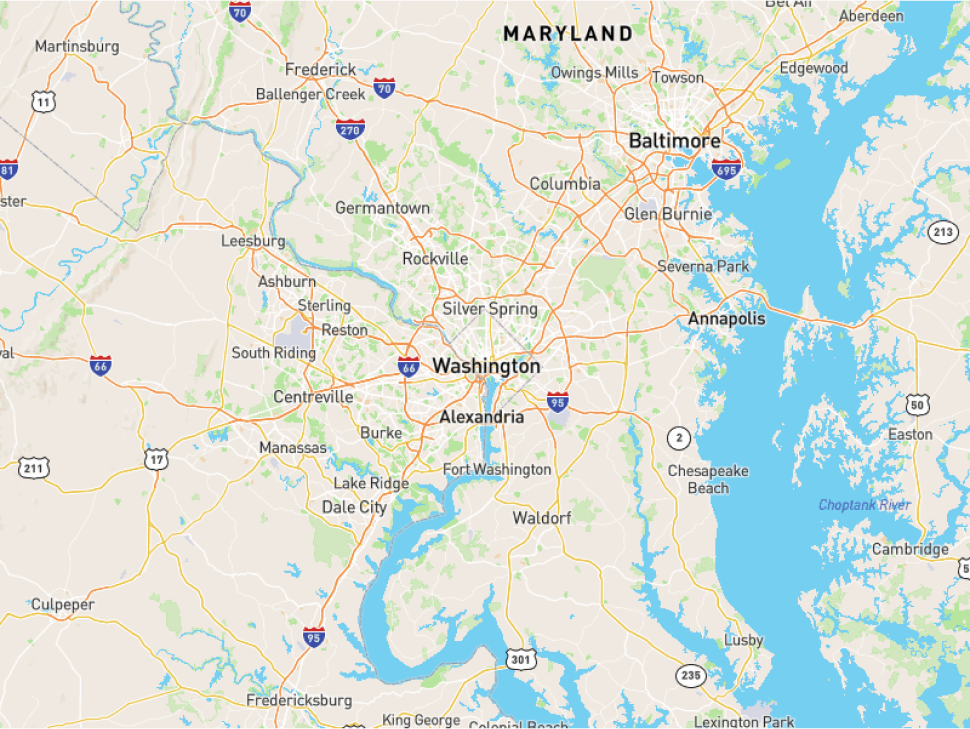 70
Bel Air
Aberdeen
MARYLAND
Martinsburg
Frederick
Owings Mills
Towson
Edgewood
11
Ballenger Creek
70
270
Baltimore
81
695
Columbia
ster
Germantown
Glen Burnie
213
Leesburg
Rockville
Severna Park
Ashburn
Sterling
Silver Spring
Annapolis
Reston
val
South Riding
66
66
Washington
Centreville
95
50
Alexandria
Burke
2
Easton
Manassas
17
211
Fort Washington
Chesapeake
Beach
Lake Ridge
Dale City
Choptank River
Waldorf
Cambridge
5
Culpeper
95
Lusby
301
235
Fredericksburg
King George
Colonial Beach
Lexington Park